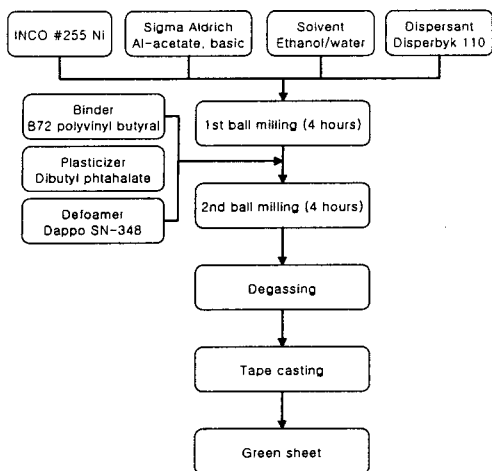 INCO #255 Ni
Sigma Aldrich
Al-acetate, basic
Solvent
Ethanol/water
Dispersant
Disperbyk 110
Binder
B72 polyvinyl butyral
1st ball milling (4 hours)
Plasticizer
Dibutyl phtahalate
Defoamer
Dappo SN-348
2nd ball milling (4 hours)
Degassing
Tape casting
Green sheet